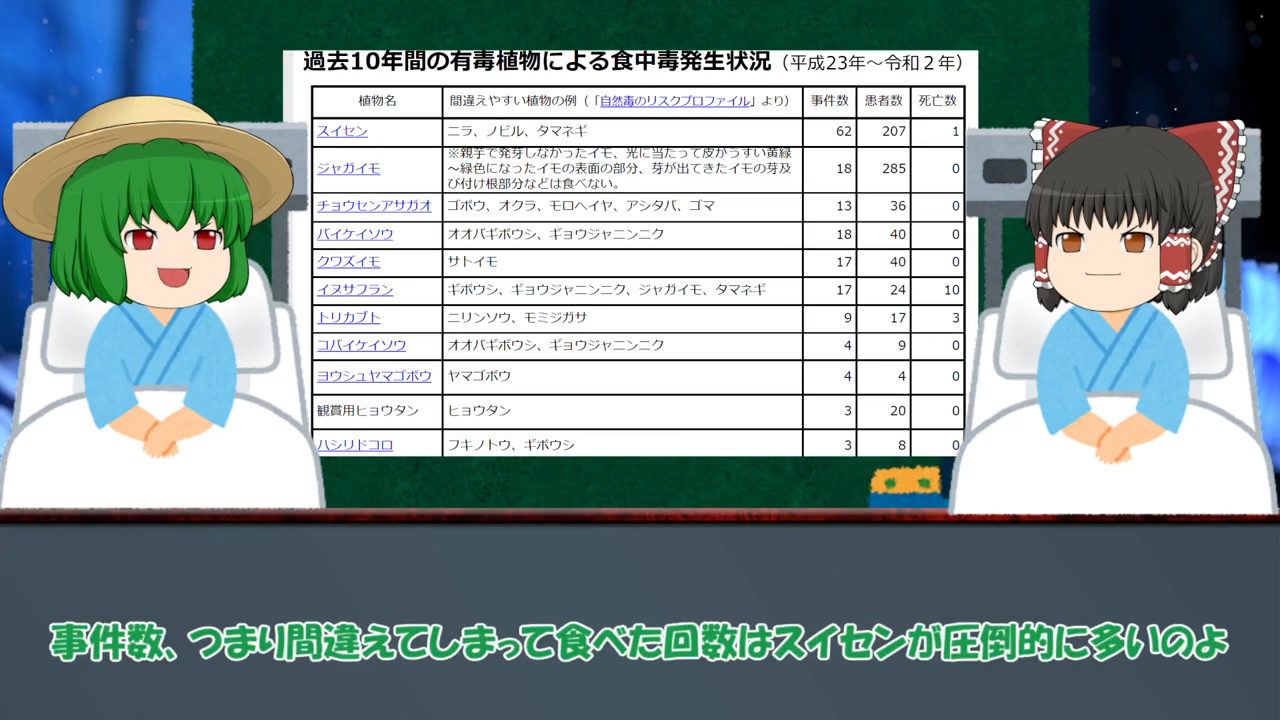 過去10年間の有毒植物による食中毒発生状況（平成23年～令和２年）
植物名 間違えやすい植物の例（「自然毒のリスクプロファイル」より） 事件数 患者数 死亡数
スイセン ニラ、ノビル、タマネギ 62 207 1
ジャガイモ ※親芋で発芽しなかったイモ、光に当たって皮がうすい黄緑
～緑色になったイモの表面の部分、芽が出てきたイモの芽及
び付け根部分などは食べない。 18 285 0
チョウセンアサガオ ゴボウ、オクラ、モロヘイヤ、アシタバ、ゴマ 13 36 0
バイケイソウ オオバギボウシ、ギョウジャニンニク 18 40 0
クワズイモ サトイモ 17 40 0
イヌサフラン ギボウシ、ギョウジャニンニク、ジャガイモ、タマネギ 17 24 10
トリカブト ニリンソウ、モミジガサ 9 17 3
コバイケイソウ オオバギボウシ、ギョウジャニンニク 4 9 0
ヨウシュヤマゴボウ ヤマゴボウ 4 4 0
観賞用ヒョウタン ヒョウタン 3 20 0
ハシリドコロ フキノトウ、ギボウシ 3 8 0
事件数、つまり間違えてしまって食べた回数はスイセンが圧倒的に多いのよ